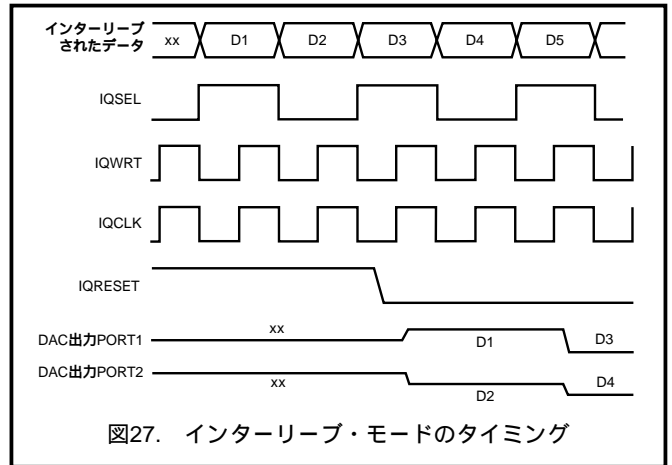 インターリーブ
されたデータ
xx D1 D2 D3 D4 D5
IQSEL
IQWRT
IQCLK
IQRESET
DAC出力PORT1 xx D1 D3
DAC出力PORT2 xx D2 D4
図27. インターリーブ・モードのタイミング